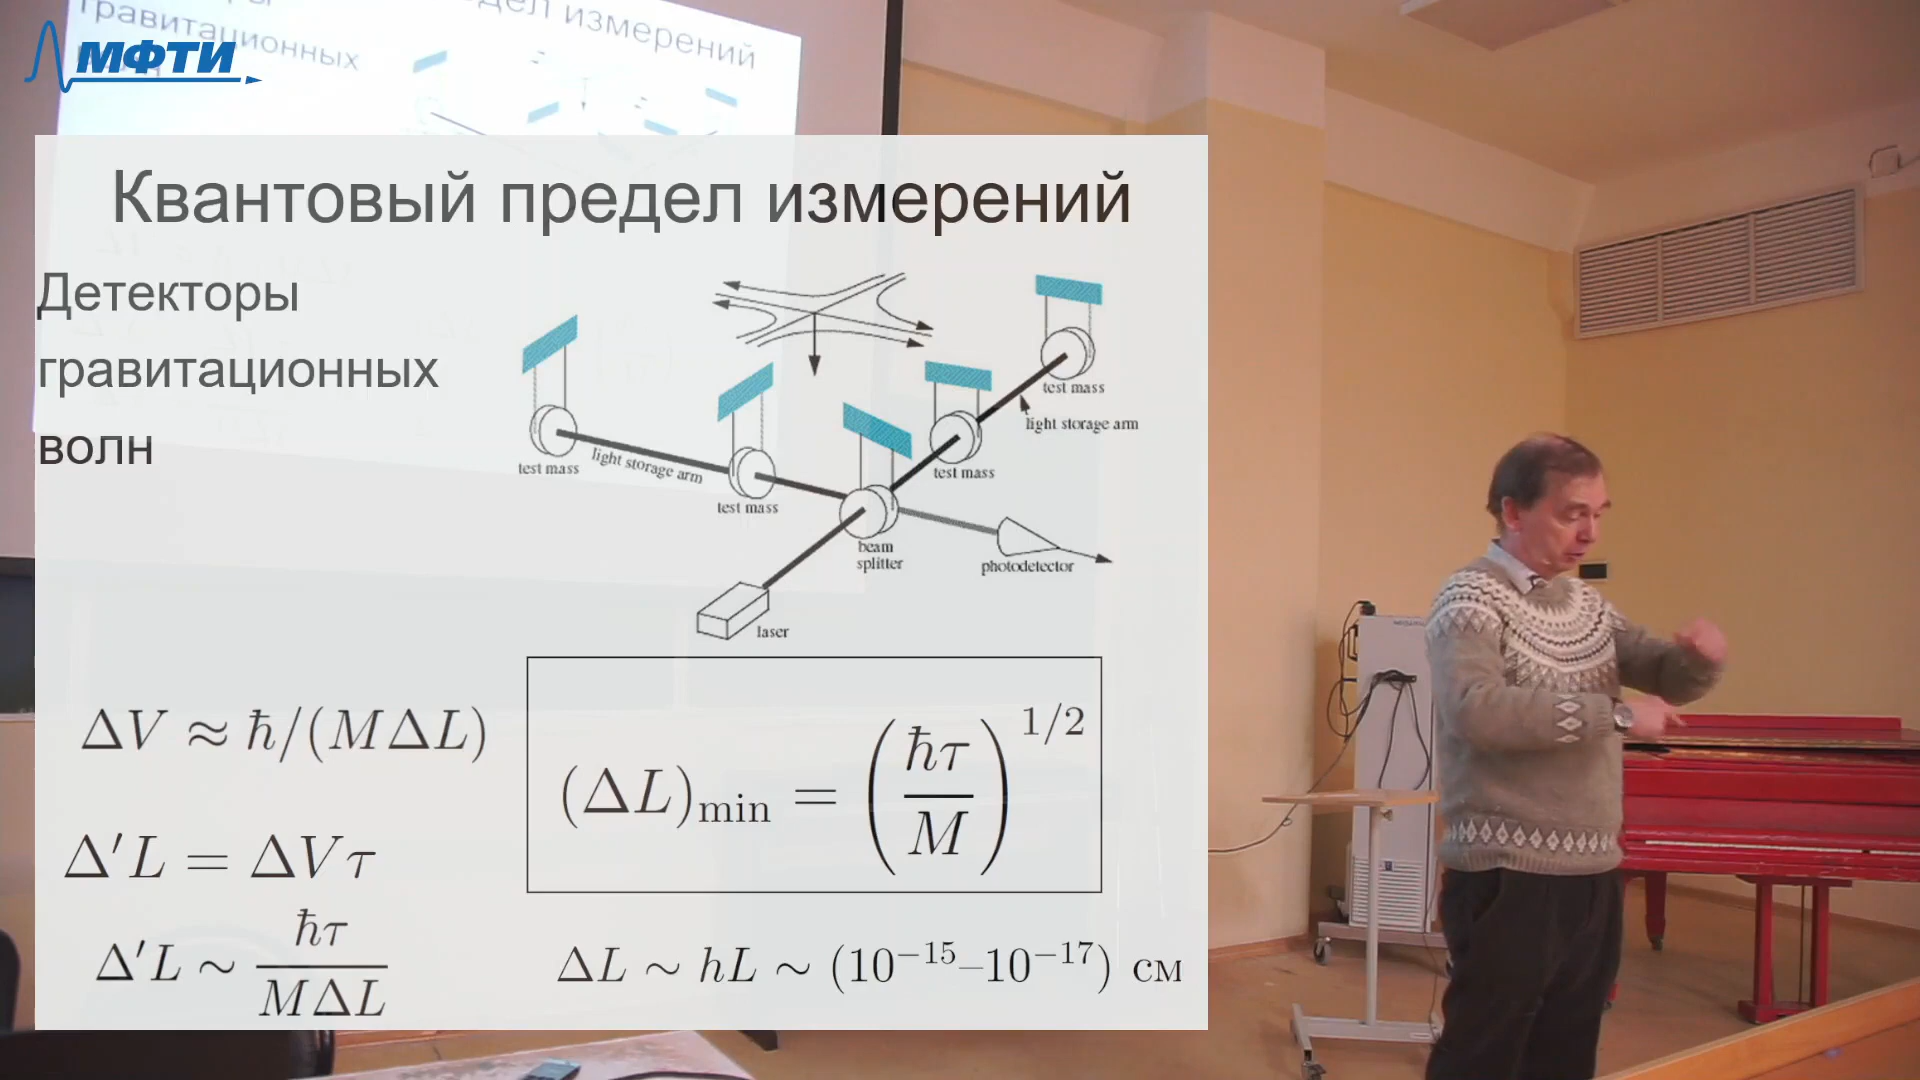 МФТИ
гравитационных
измерений
Квантовый предел измерений
Детекторы
гравитационных
волн
test mass
light storage arm
test mass
test mass
light storage arm
test mass
beam
splitter
photodetector
laser
ΔV ≈ ħ/(MΔL)
Δ′L = ΔVτ
Δ′L ~ ħτ / MΔL
(ΔL)min = (ħτ / M)^1/2
ΔL ~ hL ~ (10^−15–10^−17) см